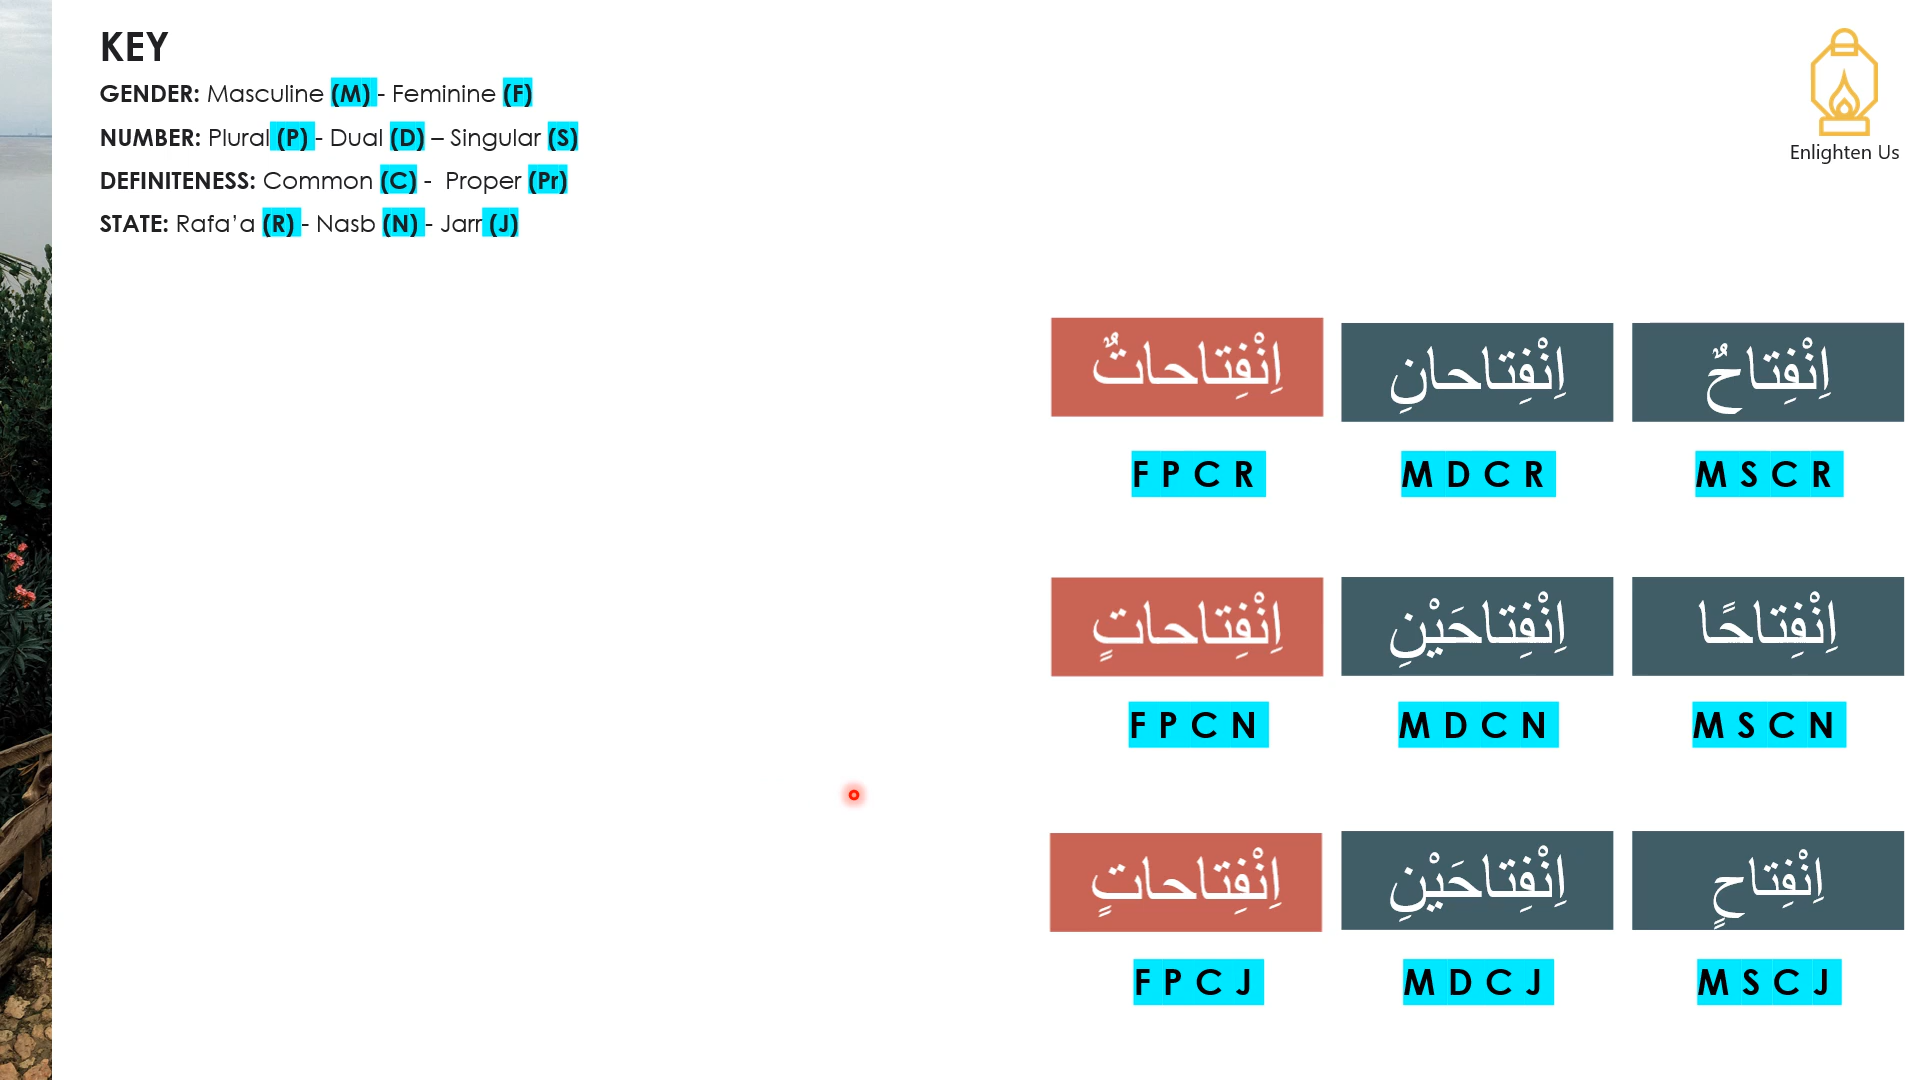 KEY
GENDER: Masculine (M) - Feminine (F)
NUMBER: Plural (P) - Dual (D) – Singular (S)
DEFINITENESS: Common (C) - Proper (Pr)
STATE: Rafa’a (R) - Nasb (N) - Jarr (J)
Enlighten Us
اِنْفِتاحٌ اِنْفِتاحانِ اِنْفِتاحاتٌ
F P C R M D C R M S C R
اِنْفِتاحًا اِنْفِتاحَيْنِ اِنْفِتاحاتٍ
F P C N M D C N M S C N
اِنْفِتاحٍ اِنْفِتاحَيْنِ اِنْفِتاحاتٍ
F P C J M D C J M S C J